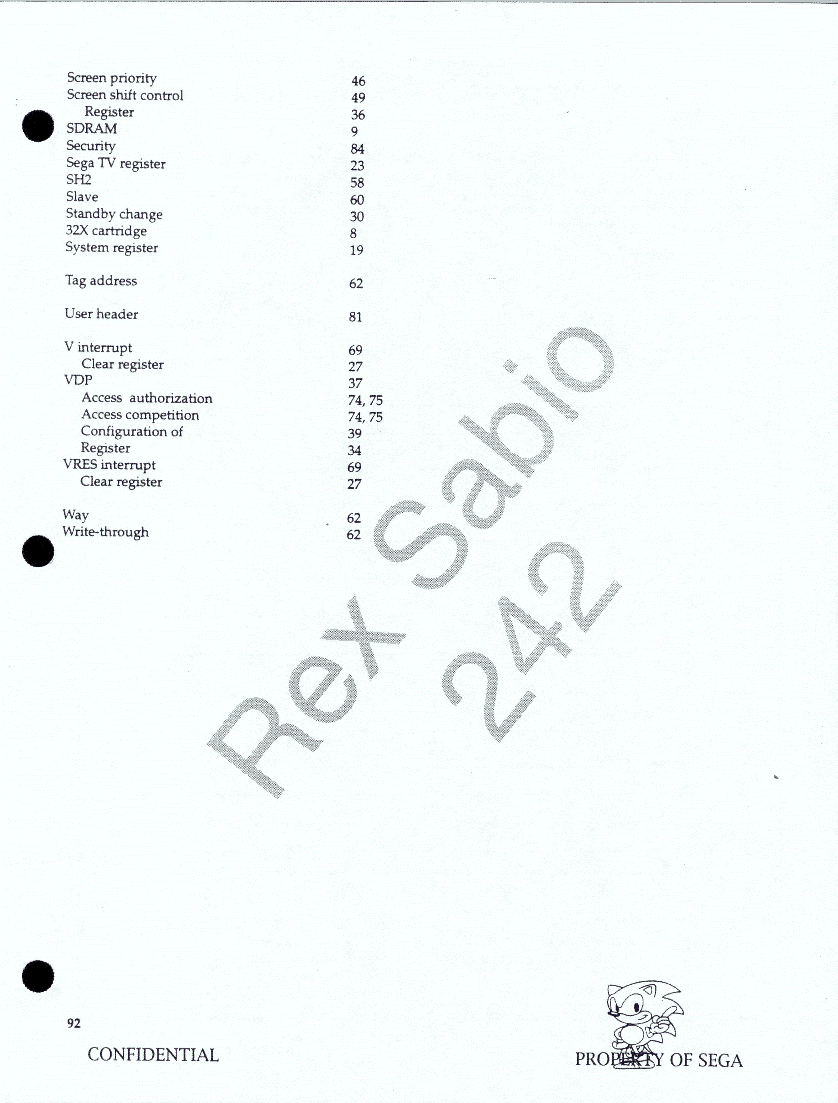 Screen priority 46
Screen shift control 49
Register 36
SDRAM 9
Security 84
Sega TV register 23
SH2 58
Slave 60
Standby change 30
32X cartridge 8
System register 19
Tag address 62
User header 81
V interrupt 69
Clear register 27
VDP 37
Access authorization 74, 75
Access competition 74, 75
Configuration of 39
Register 34
VRES interrupt 69
Clear register 27
Way 62
Write-through 62
Rex Sabio
242
92
CONFIDENTIAL
PROPERTY OF SEGA